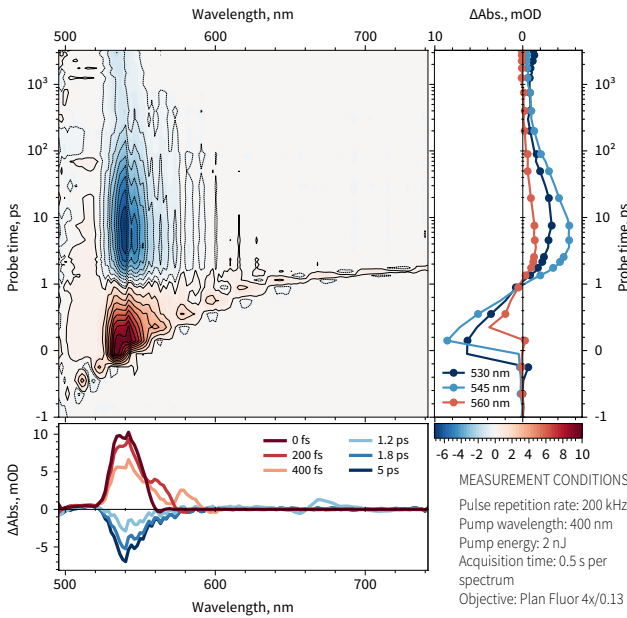 Wavelength, nm
ΔAbs., mOD
500
600
700
10
0
10³
10²
10
1
0
-1
Probe time, ps
10³
10²
10
1
0
-1
Probe time, ps
530 nm
545 nm
560 nm
-6 -4 -2 0 2 4 6 8 10
10
5
0
-5
ΔAbs., mOD
0 fs
200 fs
400 fs
1.2 ps
1.8 ps
5 ps
500
600
700
Wavelength, nm
MEASUREMENT CONDITIONS
Pulse repetition rate: 200 kHz
Pump wavelength: 400 nm
Pump energy: 2 nJ
Acquisition time: 0.5 s per
spectrum
Objective: Plan Fluor 4x/0.13